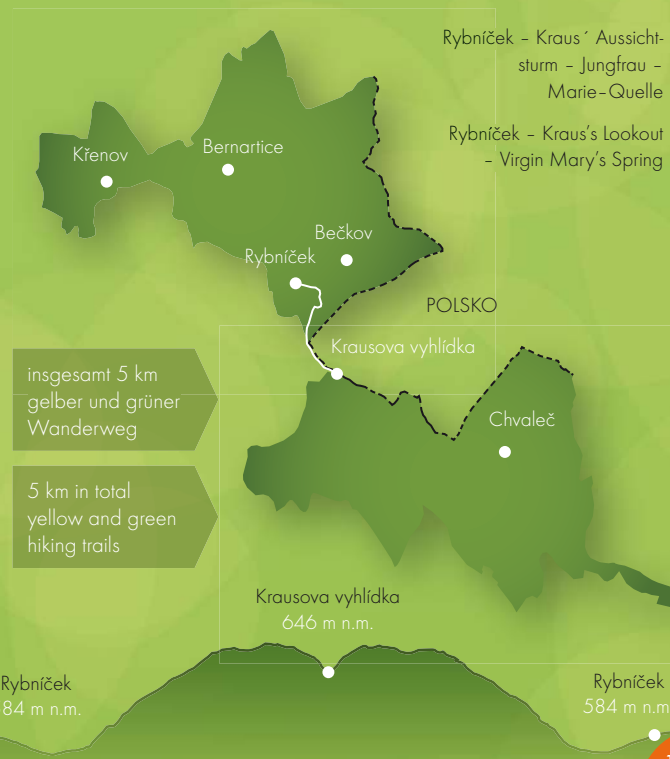 Rybníček – Kraus´ Aussicht-
sturm – Jungfrau –
Marie-Quelle
Rybníček – Kraus's Lookout
– Virgin Mary's Spring
Křenov
Bernartice
Bečkov
Rybníček
POLSKO
Krausova vyhlídka
Chvaleč
insgesamt 5 km
gelber und grüner
Wanderweg
5 km in total
yellow and green
hiking trails
Krausova vyhlídka
646 m n.m.
Rybníček
84 m n.m.
Rybníček
584 m n.m